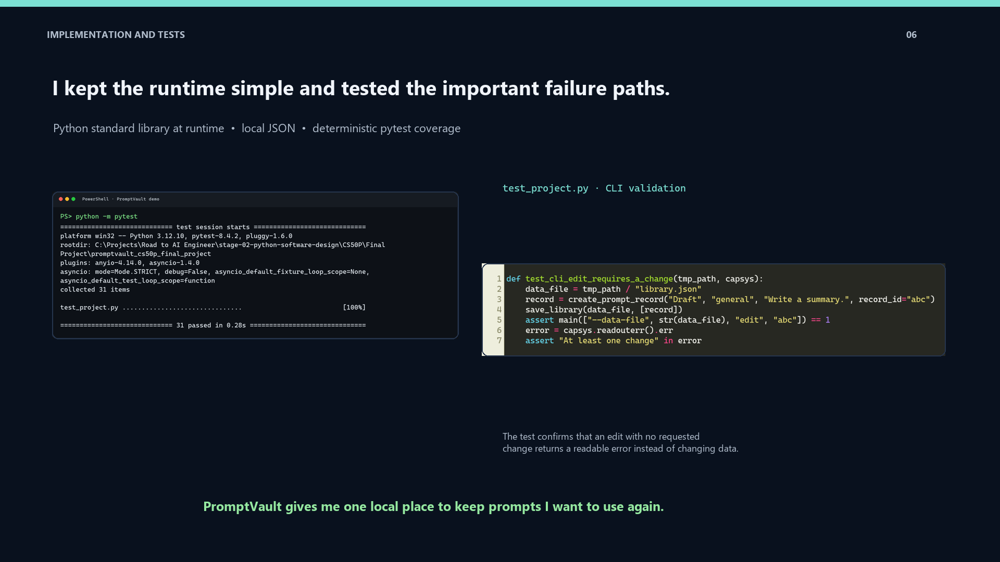 IMPLEMENTATION AND TESTS
06
I kept the runtime simple and tested the important failure paths.
Python standard library at runtime • local JSON • deterministic pytest coverage
PowerShell · PromptVault demo
PS> python -m pytest
============================= test session starts =============================
platform win32 -- Python 3.12.10, pytest-8.4.2, pluggy-1.6.0
rootdir: C:\Projects\Road to AI Engineer\stage-02-python-software-design\CS50P\Final
Project\promptvault_cs50p_final_project
plugins: anyio-4.14.0, asyncio-1.4.0
asyncio: mode=Mode.STRICT, debug=False, asyncio_default_fixture_loop_scope=None,
asyncio_default_test_loop_scope=function
collected 31 items
test_project.py ............................... [100%]
============================= 31 passed in 0.28s ==============================
test_project.py · CLI validation
1 def test_cli_edit_requires_a_change(tmp_path, capsys):
2     data_file = tmp_path / "library.json"
3     record = create_prompt_record("Draft", "general", "Write a summary.", record_id="abc")
4     save_library(data_file, [record])
5     assert main(["--data-file", str(data_file), "edit", "abc"]) == 1
6     error = capsys.readouterr().err
7     assert "At least one change" in error
The test confirms that an edit with no requested
change returns a readable error instead of changing data.
PromptVault gives me one local place to keep prompts I want to use again.